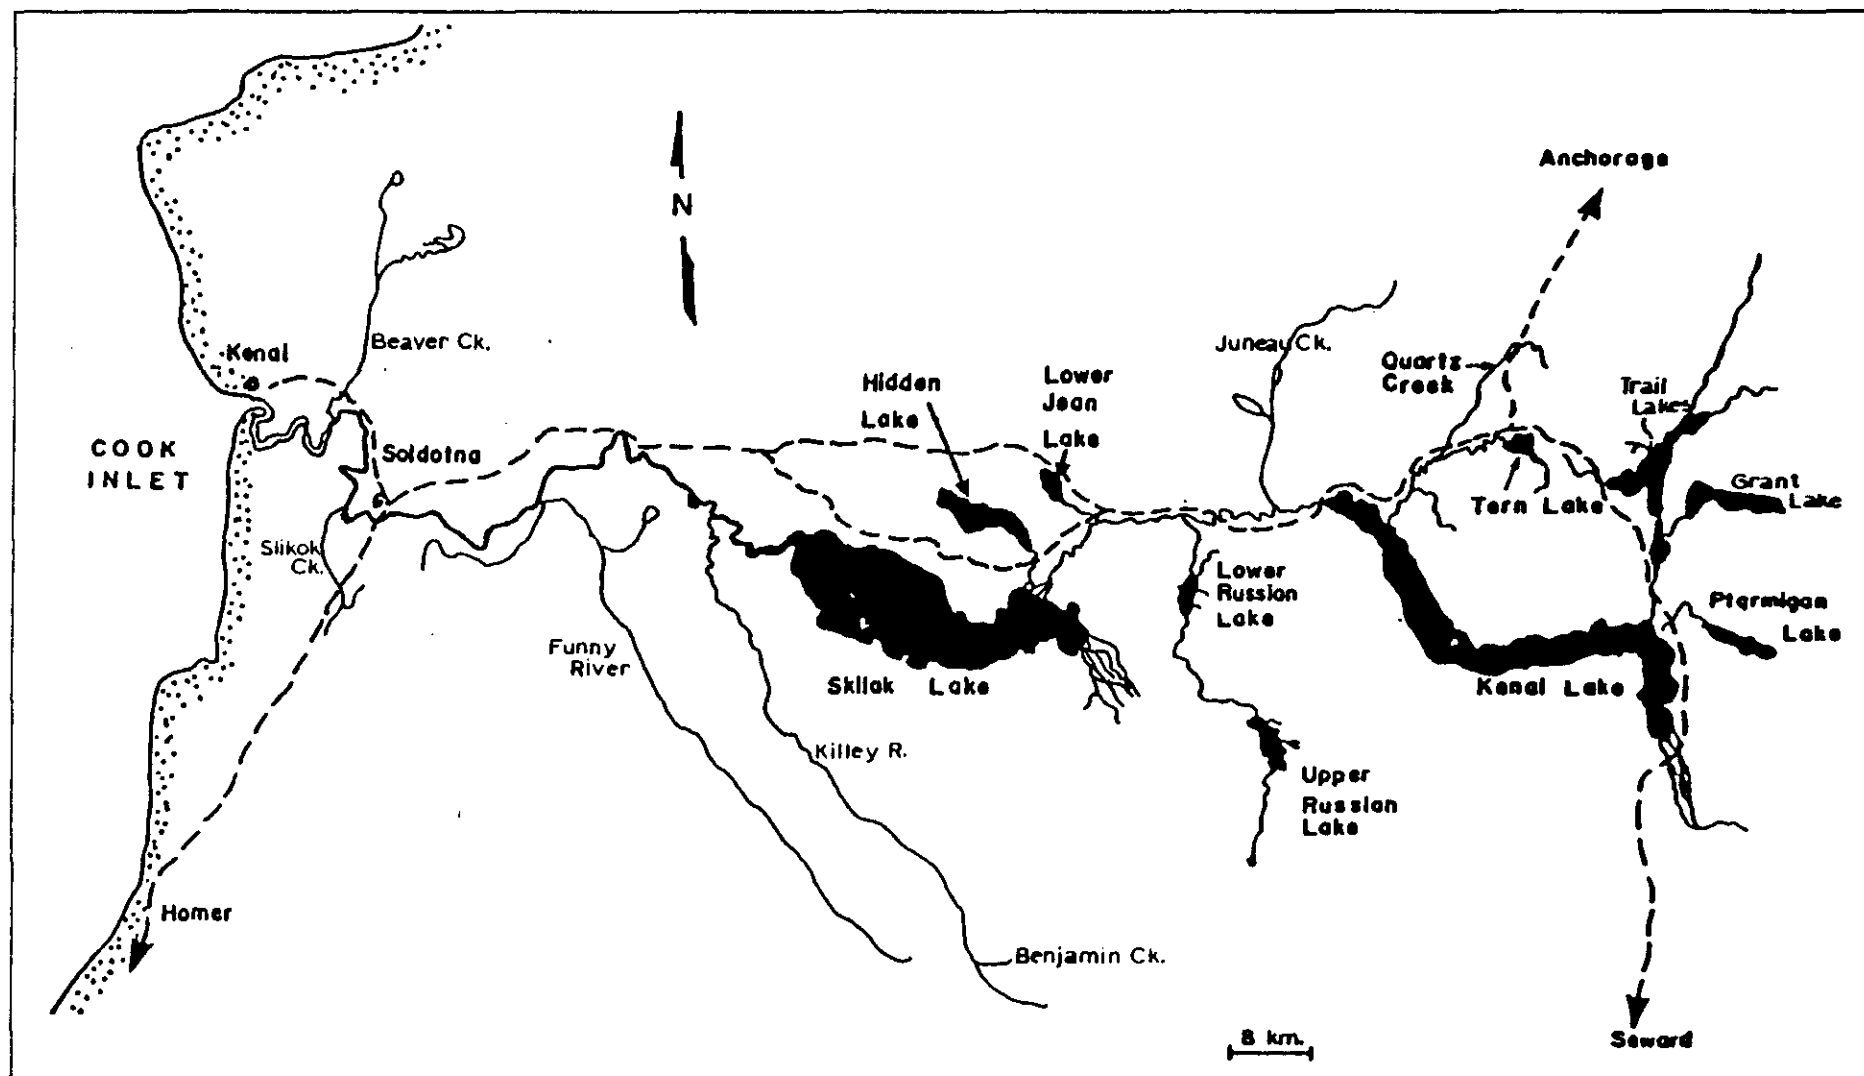 Anchorage
N
Beaver Ck.
Kenai
Juneau Ck.
Quartz
Creek
Hidden
Lake
Lower
Jean
Lake
Trail
Lakes
COOK
INLET
Soldotna
Tern Lake
Grant
Lake
Slikok
Ck.
Lower
Russian
Lake
Ptarmigan
Lake
Funny
River
Skilak Lake
Kenai Lake
Killey R.
Upper
Russian
Lake
Homer
Benjamin Ck.
8 km.
Seward